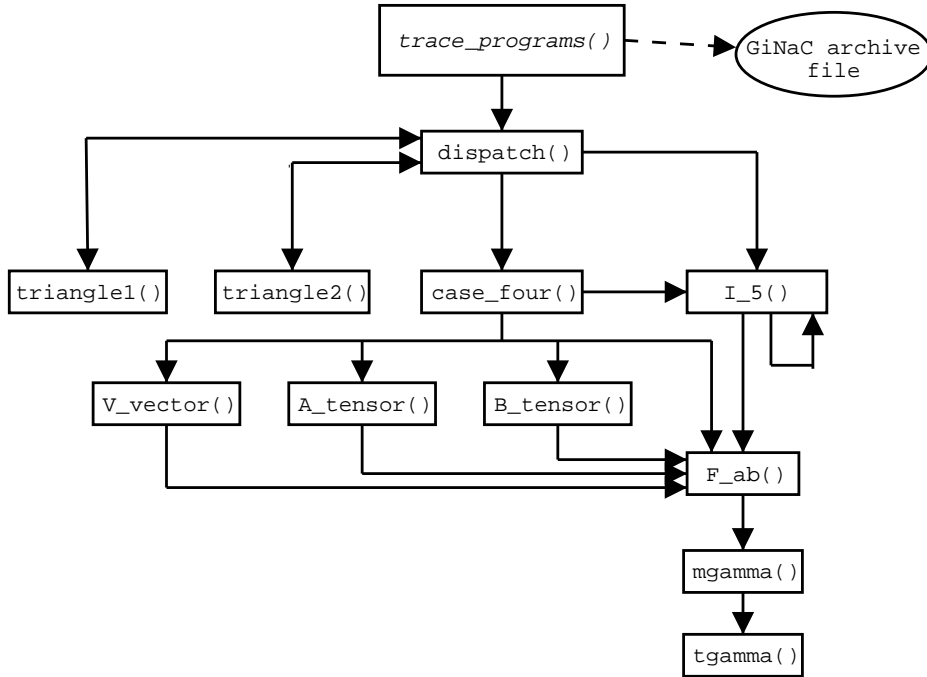 trace_programs()
GiNaC archive
file
dispatch()
triangle1()
triangle2()
case_four()
I_5()
V_vector()
A_tensor()
B_tensor()
F_ab()
mgamma()
tgamma()